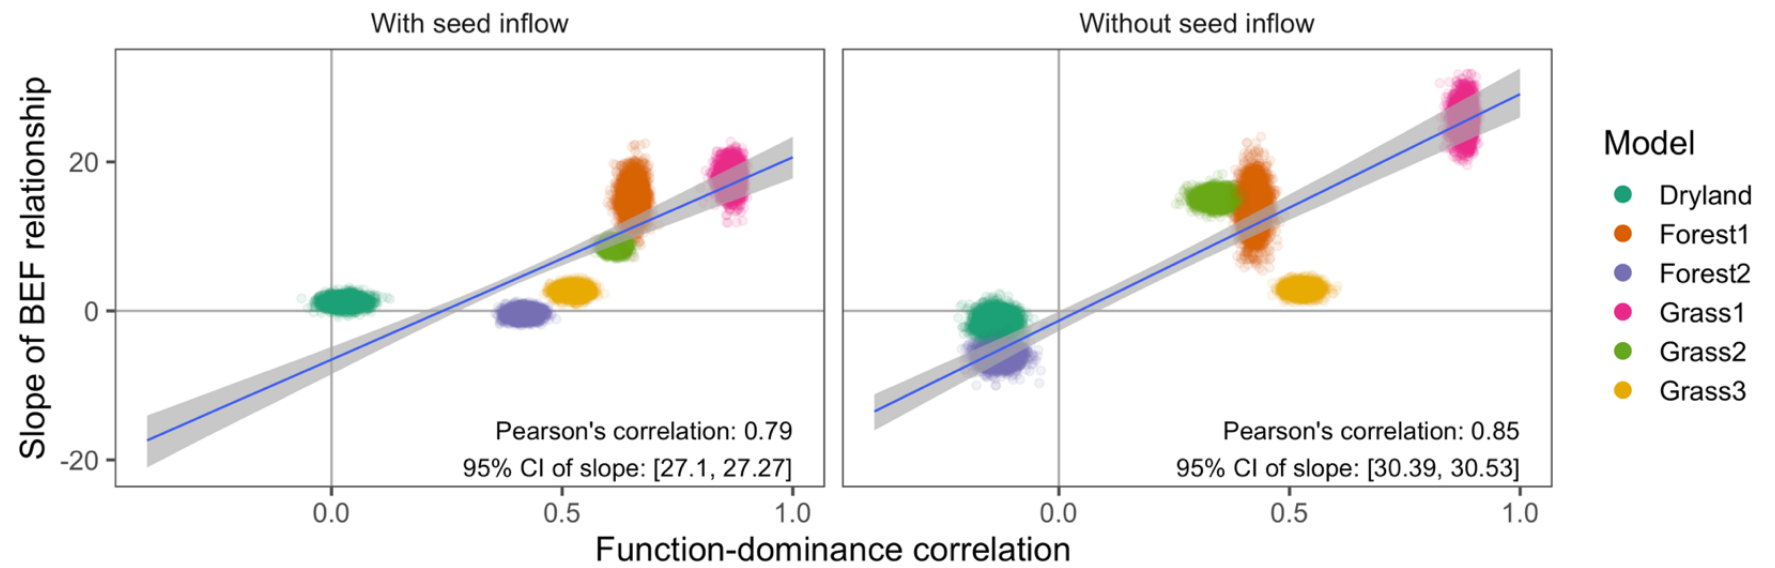 With seed inflow
Without seed inflow
Slope of BEF relationship
20
0
-20
Pearson's correlation: 0.79
95% CI of slope: [27.1, 27.27]
Pearson's correlation: 0.85
95% CI of slope: [30.39, 30.53]
0.0 0.5 1.0
0.0 0.5 1.0
Function-dominance correlation
Model
Dryland
Forest1
Forest2
Grass1
Grass2
Grass3